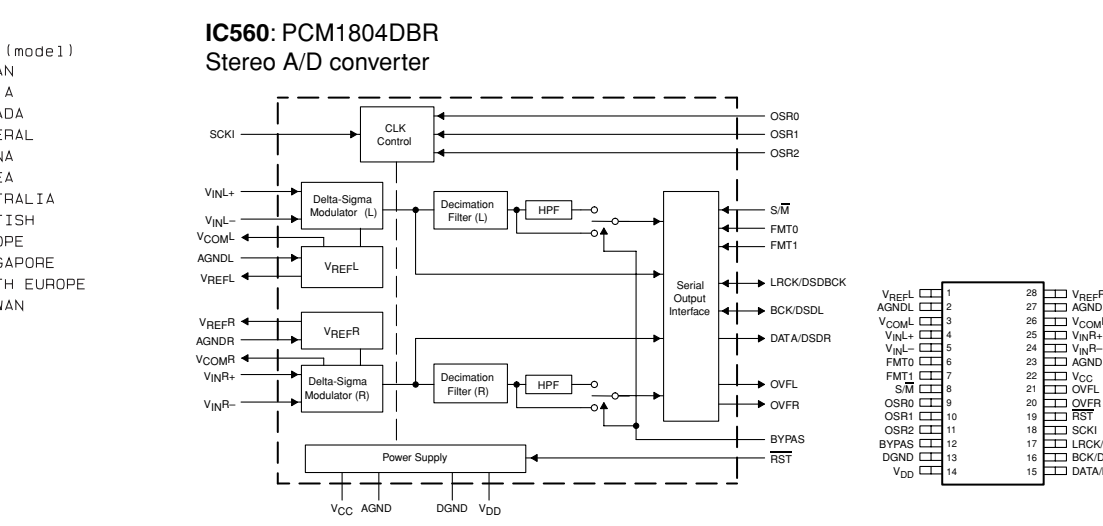 (model)
AN
A
ADA
ERAL
NA
EA
TRALIA
TISH
OPE
GAPORE
TH EUROPE
WAN
IC560: PCM1804DBR
Stereo A/D converter
SCKI
CLK
Control
OSR0
OSR1
OSR2
VINL+
VINL–
VCOML
AGNDL
VREFL
Delta-Sigma
Modulator (L)
VREFL
Decimation
Filter (L)
HPF
S/M
FMT0
FMT1
Serial
Output
Interface
LRCK/DSDBCK
BCK/DSDL
DATA/DSDR
VREFR
AGNDR
VCOMR
VINR+
VINR–
VREFR
Delta-Sigma
Modulator (R)
Decimation
Filter (R)
HPF
OVFL
OVFR
BYPAS
RST
Power Supply
VCC AGND DGND VDD
VREFL 1 28 VREFR
AGNDL 2 27 AGND
VCOML 3 26 VCOM
VINL+ 4 25 VINR+
VINL– 5 24 VINR–
FMT0 6 23 AGND
FMT1 7 22 VCC
S/M 8 21 OVFL
OSR0 9 20 OVFR
OSR1 10 19 RST
OSR2 11 18 SCKI
BYPAS 12 17 LRCK/
DGND 13 16 BCK/D
VDD 14 15 DATA/